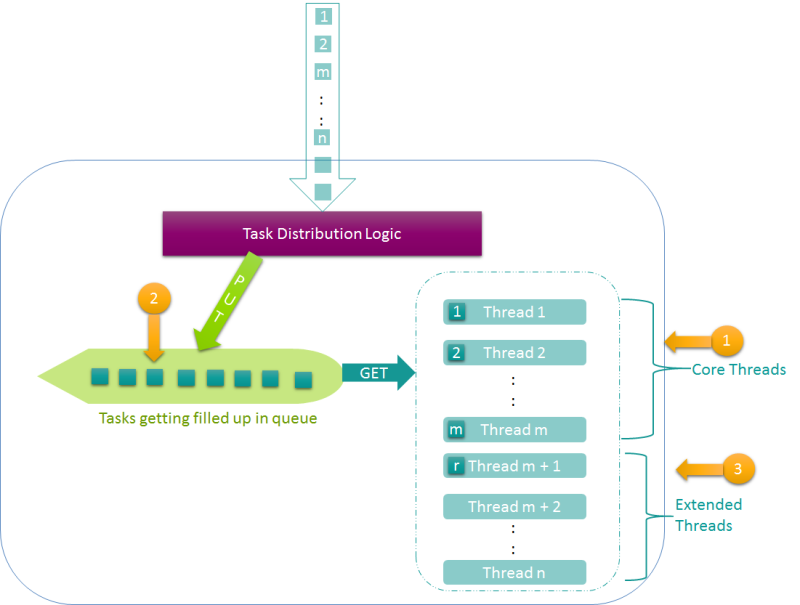 1
2
m
:
:
n
Task Distribution Logic
PUT
2
1 Thread 1
2 Thread 2
:
:
m Thread m
r Thread m + 1
Thread m + 2
:
:
Thread n
GET
Tasks getting filled up in queue
1
Core Threads
3
Extended
Threads